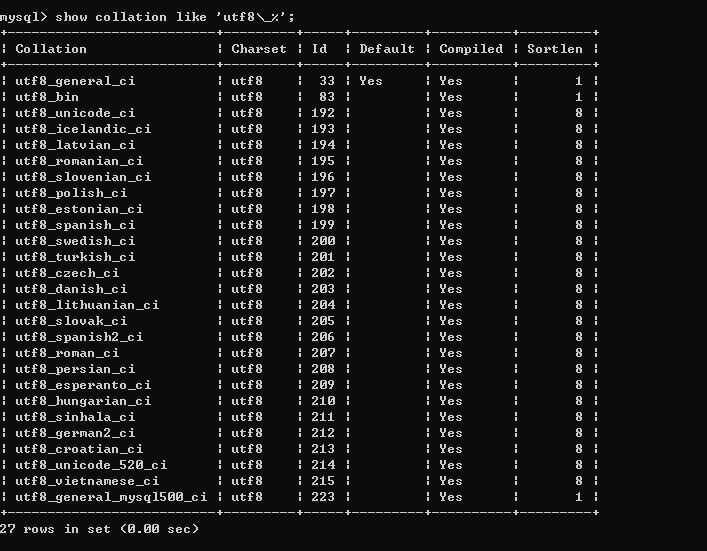 mysql> show collation like 'utf8\_%';
+--------------------------+---------+-----+---------+----------+---------+
¦ Collation                ¦ Charset ¦ Id  ¦ Default ¦ Compiled ¦ Sortlen ¦
+--------------------------+---------+-----+---------+----------+---------+
¦ utf8_general_ci          ¦ utf8    ¦  33 ¦ Yes     ¦ Yes      ¦       1 ¦
¦ utf8_bin                 ¦ utf8    ¦  83 ¦         ¦ Yes      ¦       1 ¦
¦ utf8_unicode_ci          ¦ utf8    ¦ 192 ¦         ¦ Yes      ¦       8 ¦
¦ utf8_icelandic_ci        ¦ utf8    ¦ 193 ¦         ¦ Yes      ¦       8 ¦
¦ utf8_latvian_ci          ¦ utf8    ¦ 194 ¦         ¦ Yes      ¦       8 ¦
¦ utf8_romanian_ci         ¦ utf8    ¦ 195 ¦         ¦ Yes      ¦       8 ¦
¦ utf8_slovenian_ci        ¦ utf8    ¦ 196 ¦         ¦ Yes      ¦       8 ¦
¦ utf8_polish_ci           ¦ utf8    ¦ 197 ¦         ¦ Yes      ¦       8 ¦
¦ utf8_estonian_ci         ¦ utf8    ¦ 198 ¦         ¦ Yes      ¦       8 ¦
¦ utf8_spanish_ci          ¦ utf8    ¦ 199 ¦         ¦ Yes      ¦       8 ¦
¦ utf8_swedish_ci          ¦ utf8    ¦ 200 ¦         ¦ Yes      ¦       8 ¦
¦ utf8_turkish_ci          ¦ utf8    ¦ 201 ¦         ¦ Yes      ¦       8 ¦
¦ utf8_czech_ci            ¦ utf8    ¦ 202 ¦         ¦ Yes      ¦       8 ¦
¦ utf8_danish_ci           ¦ utf8    ¦ 203 ¦         ¦ Yes      ¦       8 ¦
¦ utf8_lithuanian_ci       ¦ utf8    ¦ 204 ¦         ¦ Yes      ¦       8 ¦
¦ utf8_slovak_ci           ¦ utf8    ¦ 205 ¦         ¦ Yes      ¦       8 ¦
¦ utf8_spanish2_ci         ¦ utf8    ¦ 206 ¦         ¦ Yes      ¦       8 ¦
¦ utf8_roman_ci            ¦ utf8    ¦ 207 ¦         ¦ Yes      ¦       8 ¦
¦ utf8_persian_ci          ¦ utf8    ¦ 208 ¦         ¦ Yes      ¦       8 ¦
¦ utf8_esperanto_ci        ¦ utf8    ¦ 209 ¦         ¦ Yes      ¦       8 ¦
¦ utf8_hungarian_ci        ¦ utf8    ¦ 210 ¦         ¦ Yes      ¦       8 ¦
¦ utf8_sinhala_ci          ¦ utf8    ¦ 211 ¦         ¦ Yes      ¦       8 ¦
¦ utf8_german2_ci          ¦ utf8    ¦ 212 ¦         ¦ Yes      ¦       8 ¦
¦ utf8_croatian_ci         ¦ utf8    ¦ 213 ¦         ¦ Yes      ¦       8 ¦
¦ utf8_unicode_520_ci      ¦ utf8    ¦ 214 ¦         ¦ Yes      ¦       8 ¦
¦ utf8_vietnamese_ci       ¦ utf8    ¦ 215 ¦         ¦ Yes      ¦       8 ¦
¦ utf8_general_mysql500_ci ¦ utf8    ¦ 223 ¦         ¦ Yes      ¦       1 ¦
+--------------------------+---------+-----+---------+----------+---------+
27 rows in set (0.00 sec)